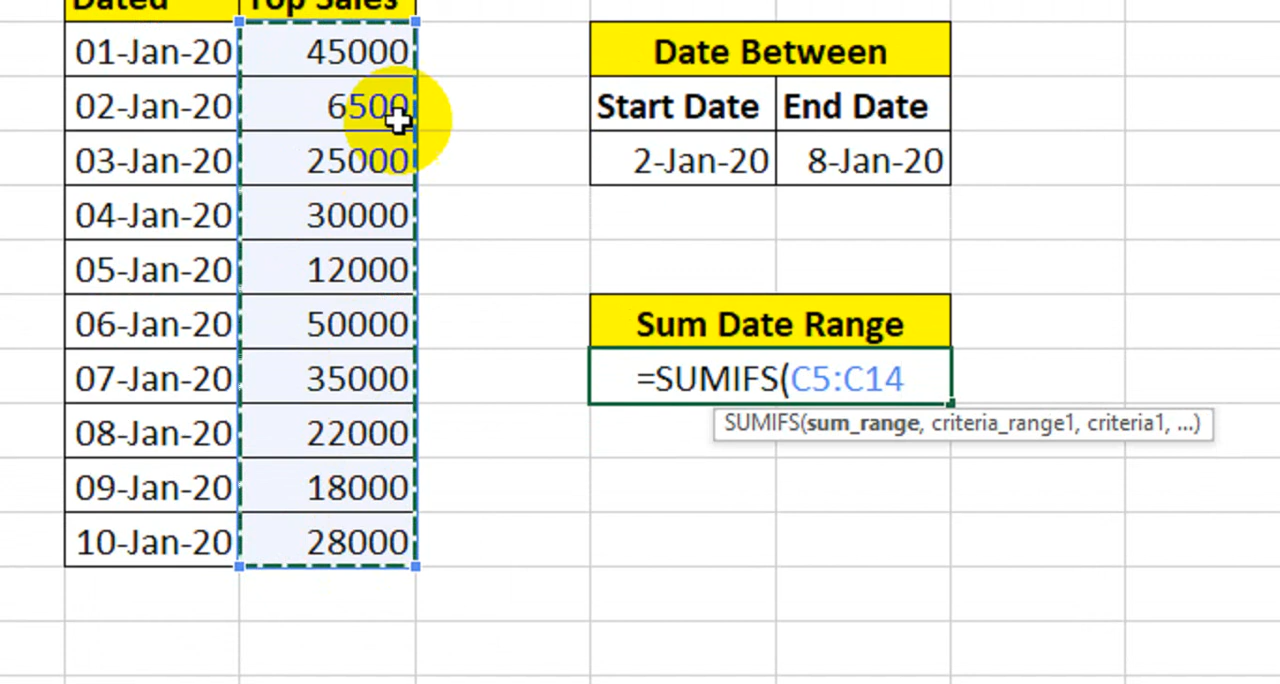 Dated Top Sales
01-Jan-20 45000 Date Between
02-Jan-20 6500 Start Date End Date
03-Jan-20 25000 2-Jan-20 8-Jan-20
04-Jan-20 30000
05-Jan-20 12000
06-Jan-20 50000 Sum Date Range
07-Jan-20 35000 =SUMIFS(C5:C14
08-Jan-20 22000 SUMIFS(sum_range, criteria_range1, criteria1, ...)
09-Jan-20 18000
10-Jan-20 28000